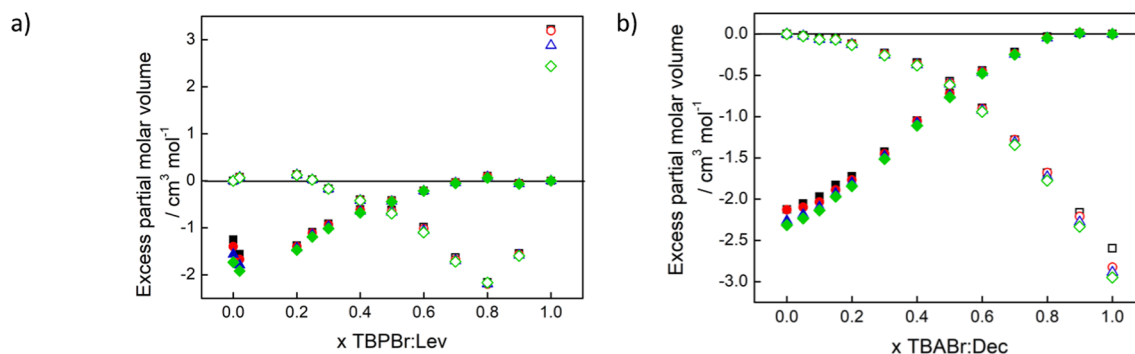 a)
Excess partial molar volume
/ cm³ mol⁻¹
3
2
1
0
-1
-2
0.0 0.2 0.4 0.6 0.8 1.0
x TBPBr:Lev
b)
Excess partial molar volume
/ cm³ mol⁻¹
0.0
-0.5
-1.0
-1.5
-2.0
-2.5
-3.0
0.0 0.2 0.4 0.6 0.8 1.0
x TBABr:Dec